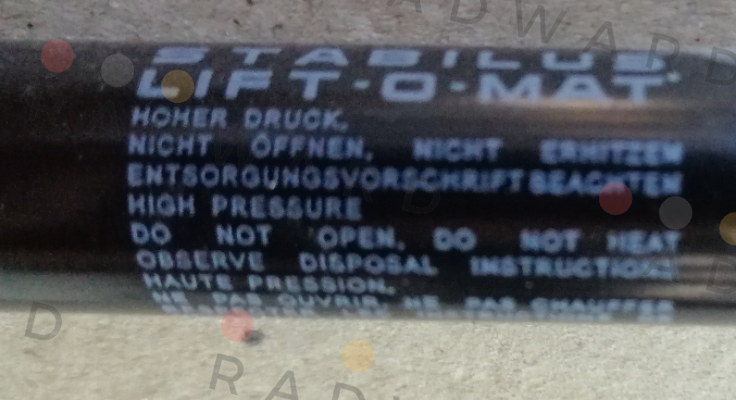 STABILUS
LIFT-O-MAT
HOHER DRUCK.
NICHT ÖFFNEN. NICHT ERHITZEN
ENTSORGUNGSVORSCHRIFT BEACHTEN
HIGH PRESSURE
DO NOT OPEN. DO NOT HEAT
OBSERVE DISPOSAL INSTRUCTIONS
HAUTE PRESSION.
NE PAS OUVRIR. NE PAS CHAUFFER